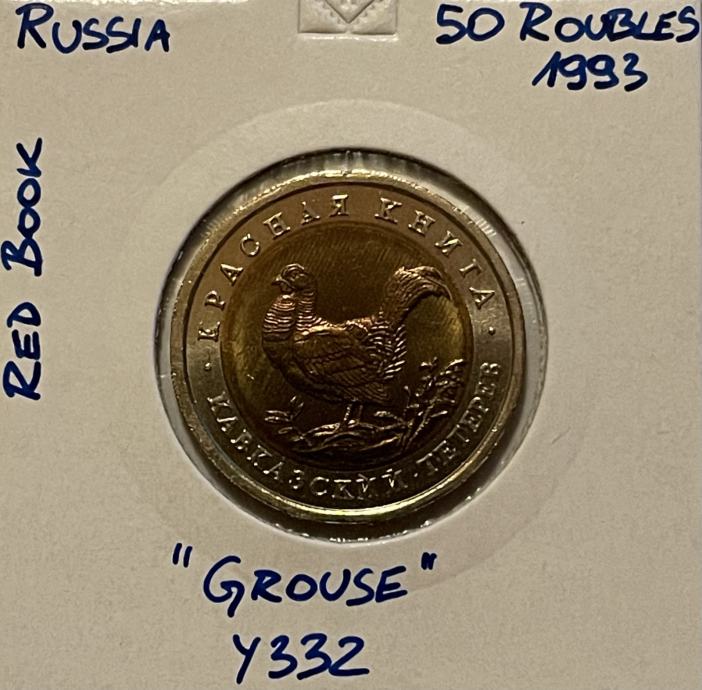 RUSSIA
50 ROUBLES
1993
RED BOOK
КРАСНАЯ КНИГА
КАВКАЗСКИЙ ТЕТЕРЕВ
"GROUSE"
Y332